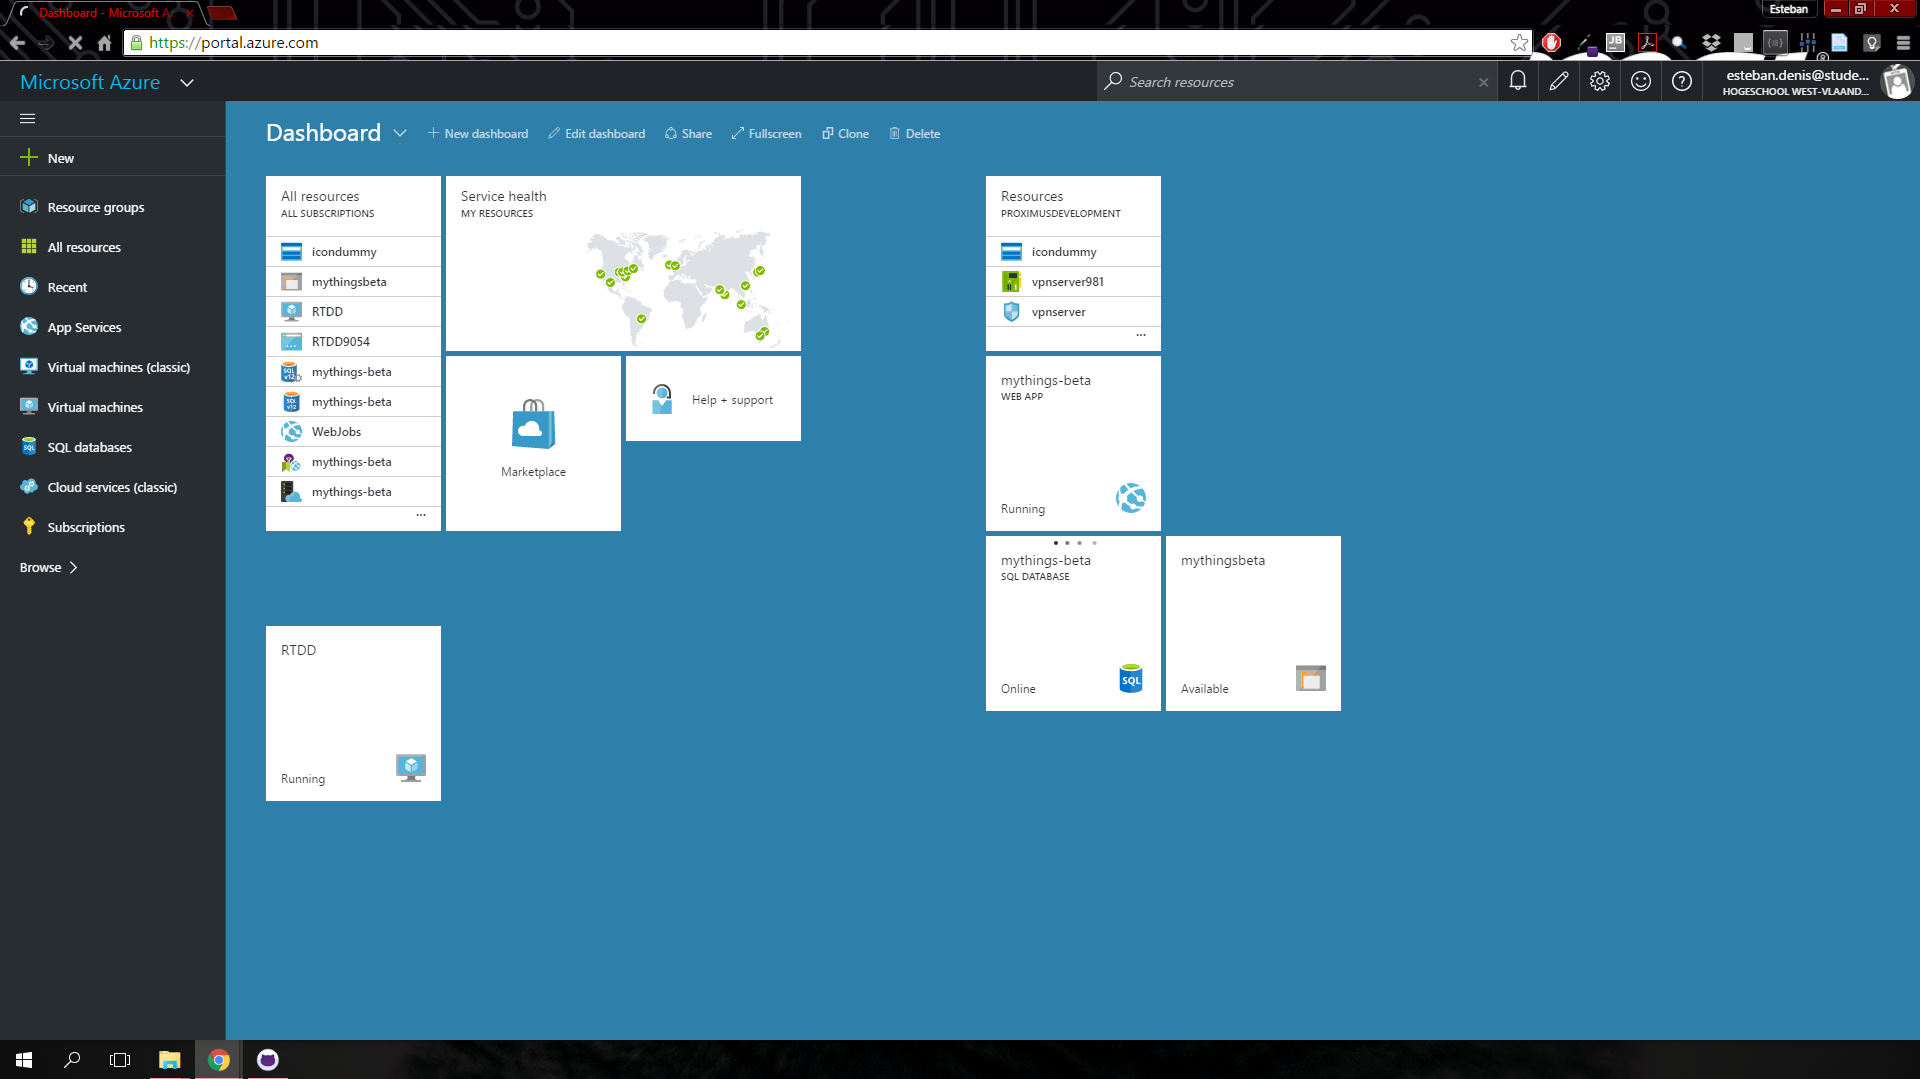 Dashboard - Microsoft A
Esteban
https://portal.azure.com
JB
Microsoft Azure
Search resources
esteban.denis@stude...
HOGESCHOOL WEST-VLAAND...
Dashboard
New dashboard
Edit dashboard
Share
Fullscreen
Clone
Delete
New
Resource groups
All resources
Recent
App Services
Virtual machines (classic)
Virtual machines
SQL databases
Cloud services (classic)
Subscriptions
Browse
All resources
ALL SUBSCRIPTIONS
icondummy
mythingsbeta
RTDD
RTDD9054
mythings-beta
mythings-beta
WebJobs
mythings-beta
mythings-beta
...
Service health
MY RESOURCES
Marketplace
Help + support
Resources
PROXIMUSDEVELOPMENT
icondummy
vpnserver981
vpnserver
...
mythings-beta
WEB APP
Running
mythings-beta
SQL DATABASE
Online
SQL
mythingsbeta
Available
RTDD
Running